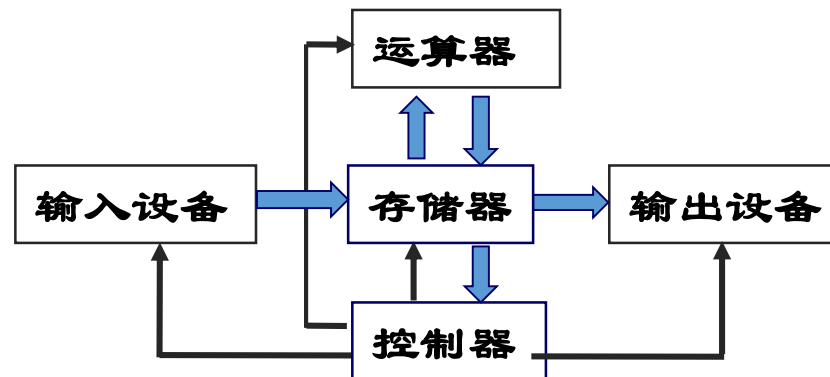 运算器
输入设备
存储器
输出设备
控制器